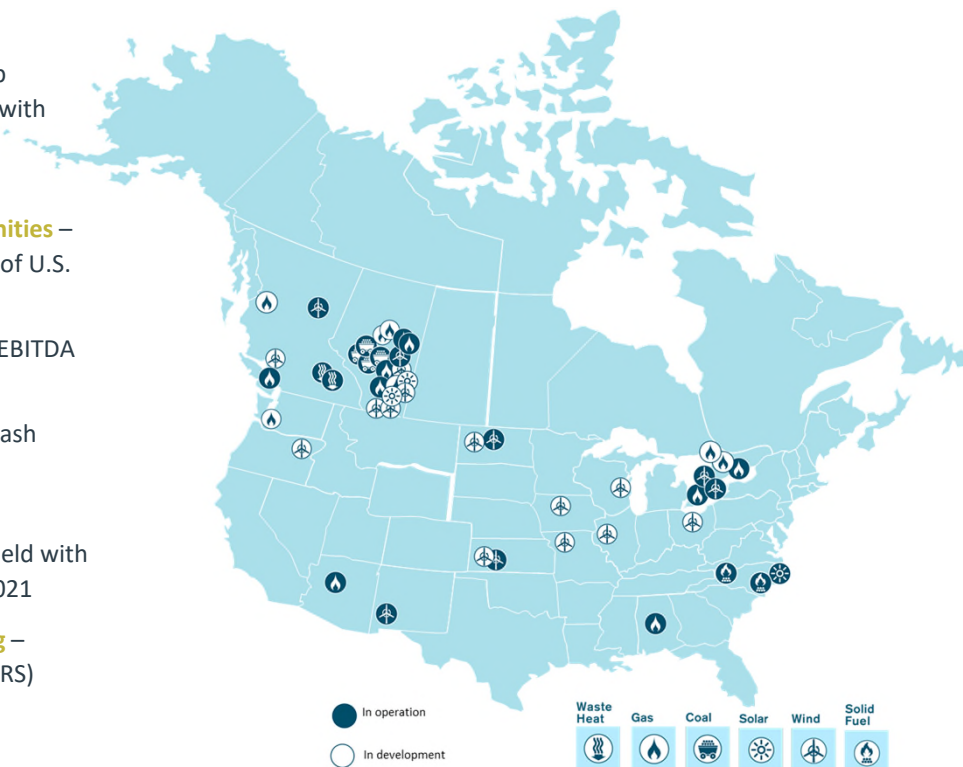 with
nities –
of U.S.
EBITDA
ash
eld with
021
g –
RS)
In operation
In development
Waste Heat
Gas
Coal
Solar
Wind
Solid Fuel